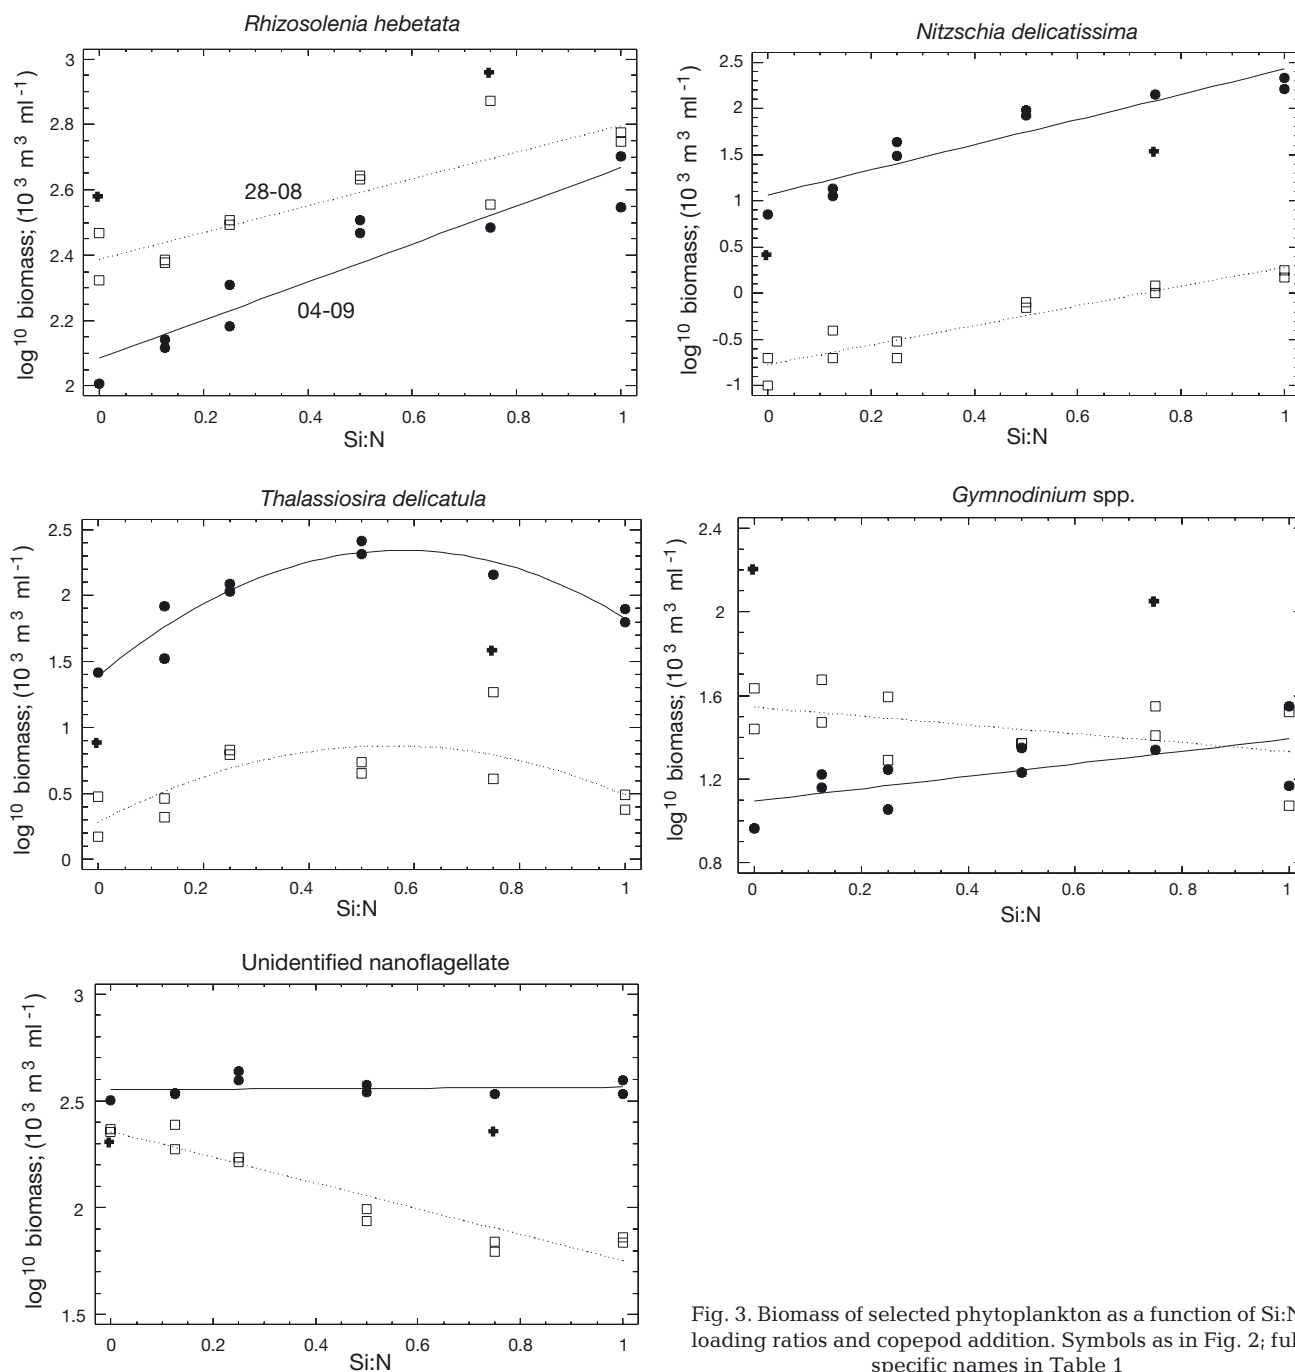 Rhizosolenia hebetata
log10 biomass; (10 3 m 3 ml -1)
3
2.8
2.6
2.4
2.2
2
28-08
04-09
0 0.2 0.4 0.6 0.8 1
Si:N
Nitzschia delicatissima
log10 biomass; (10 3 m 3 ml -1)
2.5
2
1.5
1
0.5
0
-0.5
-1
0 0.2 0.4 0.6 0.8 1
Si:N
Thalassiosira delicatula
log10 biomass; (10 3 m 3 ml -1)
2.5
2
1.5
1
0.5
0
0 0.2 0.4 0.6 0.8 1
Si:N
Gymnodinium spp.
log10 biomass; (10 3 m 3 ml -1)
2.4
2
1.6
1.2
0.8
0 0.2 0.4 0.6 0. 8 1
Si:N
Unidentified nanoflagellate
log10 biomass; (10 3 m 3 ml -1)
3
2.5
2
1.5
0 0.2 0.4 0.6 0.8 1
Si:N
Fig. 3. Biomass of selected phytoplankton as a function of Si:N
loading ratios and copepod addition. Symbols as in Fig. 2; full
specific names in Table 1